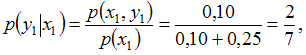 p(y₁|x₁) = p(x₁, y₁) / p(x₁) = 0,10 / (0,10 + 0,25) = 2/7,